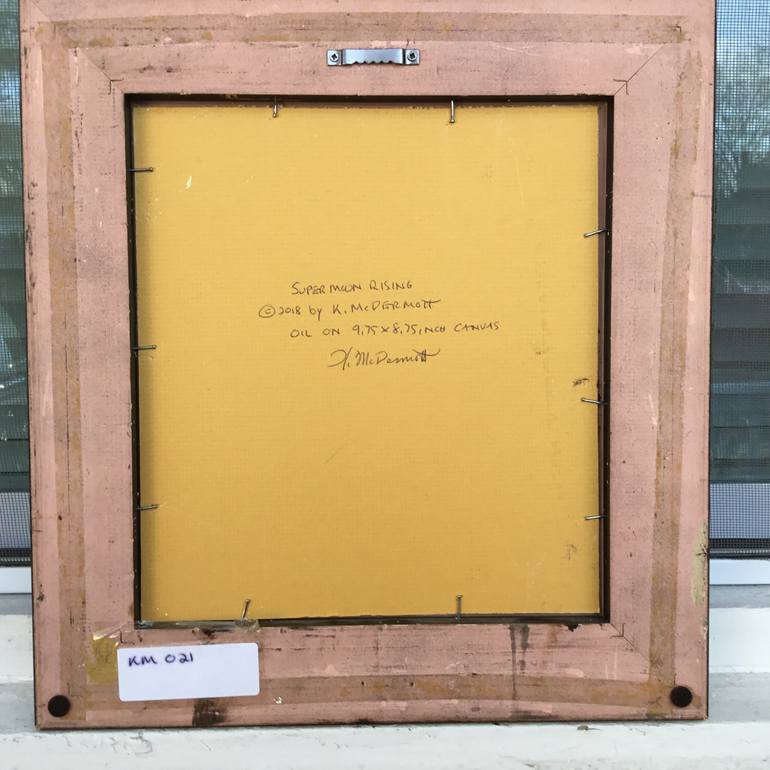 SUPERMOON RISING
©2018 by K. McDERMOTT
OIL ON 9.75 x 8.75 INCH CANVAS
K. McDermott
KM 021